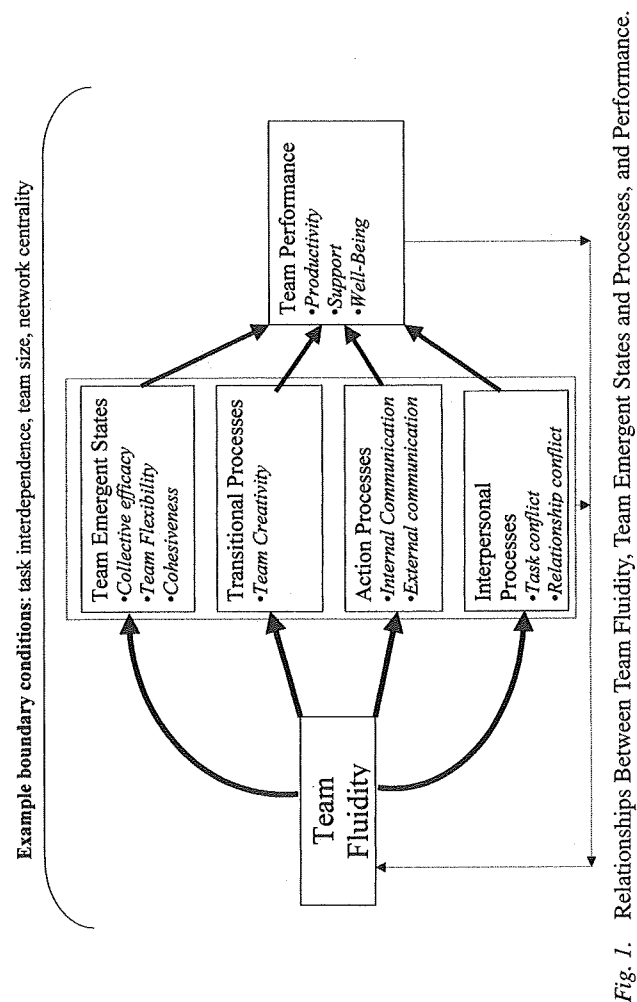 Example boundary conditions: task interdependence, team size, network centrality
Team
Fluidity
Team Emergent States
•Collective efficacy
•Team Flexibility
•Cohesiveness
Transitional Processes
•Team Creativity
Action Processes
•Internal Communication
•External communication
Interpersonal
Processes
•Task conflict
•Relationship conflict
Team Performance
•Productivity
•Support
•Well-Being
Fig. 1. Relationships Between Team Fluidity, Team Emergent States and Processes, and Performance.